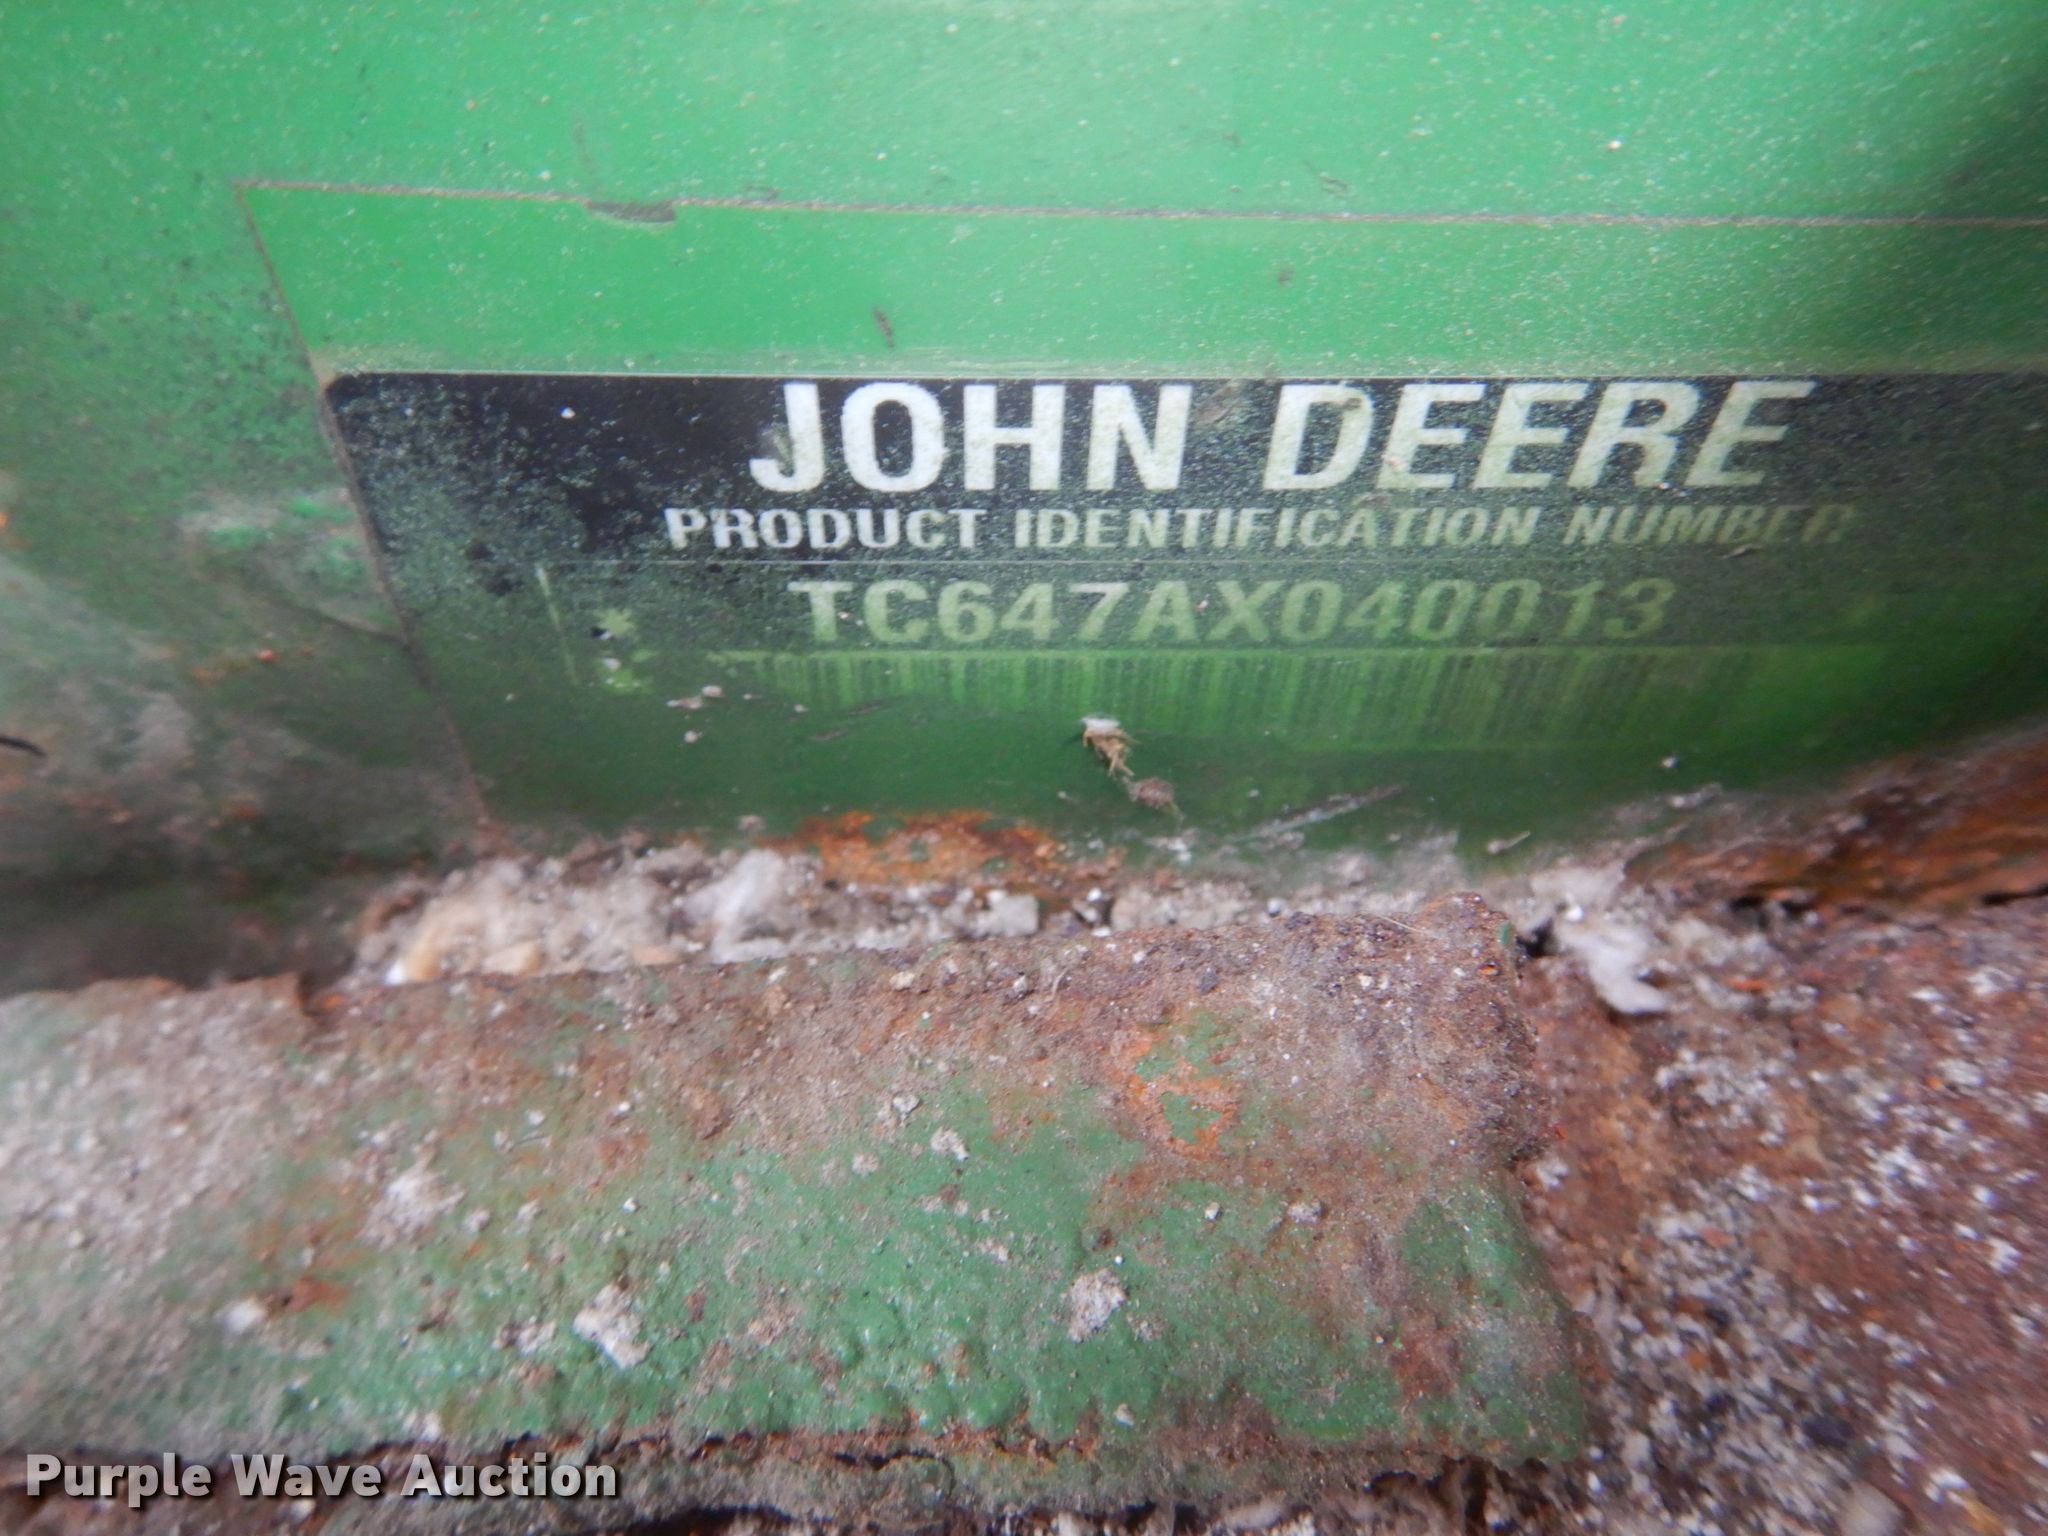 JOHN DEERE
PRODUCT IDENTIFICATION NUMBER
* TC647AX040013
Purple Wave Auction